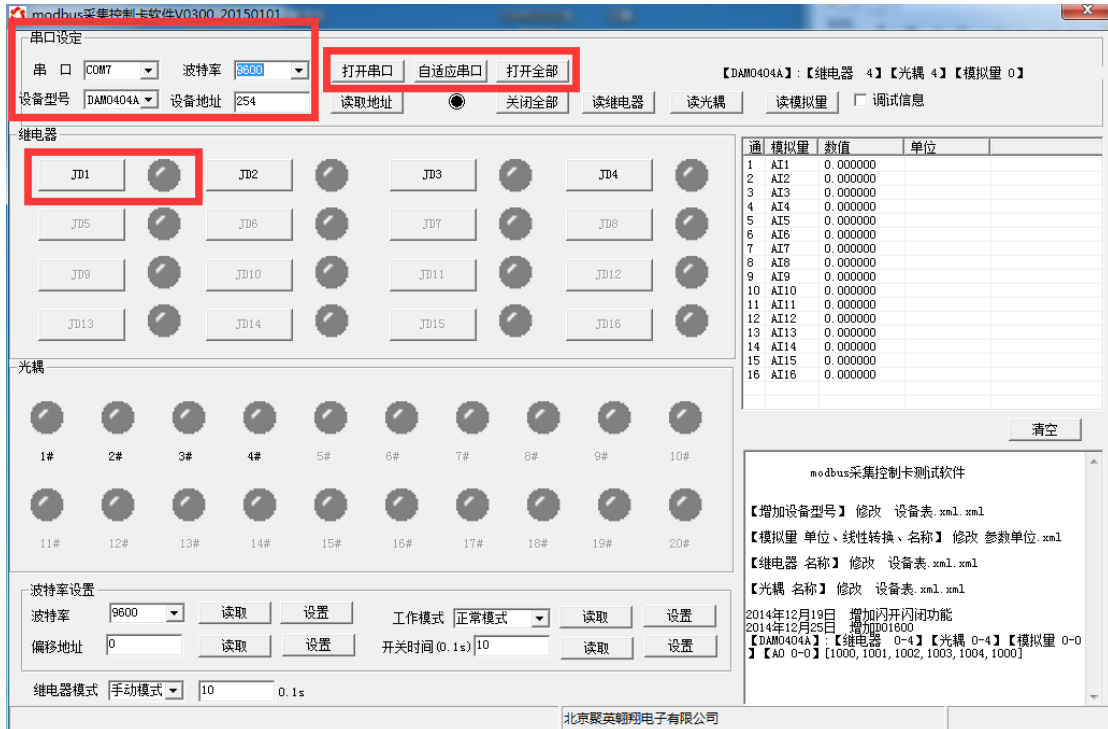 modbus采集控制卡软件V0300_20150101
串口设定
串 口 COM7 波特率 9600 打开串口 自适应串口 打开全部 【DAM0404A】:【继电器 4】【光耦 4】【模拟量 0】
设备型号 DAM0404A 设备地址 254 读取地址 关闭全部 读继电器 读光耦 读模拟量 调试信息
继电器
JD1 JD2 JD3 JD4
JD5 JD6 JD7 JD8
JD9 JD10 JD11 JD12
JD13 JD14 JD15 JD16
通 模拟量 数值 单位
1 AI1 0.000000
2 AI2 0.000000
3 AI3 0.000000
4 AI4 0.000000
5 AI5 0.000000
6 AI6 0.000000
7 AI7 0.000000
8 AI8 0.000000
9 AI9 0.000000
10 AI10 0.000000
11 AI11 0.000000
12 AI12 0.000000
13 AI13 0.000000
14 AI14 0.000000
15 AI15 0.000000
16 AI16 0.000000
清空
光耦
1# 2# 3# 4# 5# 6# 7# 8# 9# 10#
11# 12# 13# 14# 15# 16# 17# 18# 19# 20#
modbus采集控制卡测试软件
【增加设备型号】 修改 设备表.xml.xml
【模拟量 单位、线性转换、名称】 修改 参数单位.xml
【继电器 名称】 修改 设备表.xml.xml
【光耦 名称】 修改 设备表.xml.xml
2014年12月19日 增加闪开闪闭功能
2014年12月25日 增加DO1600
【DAM0404A】:【继电器 0-4】【光耦 0-4】【模拟量 0-0
】【AO 0-0】[1000,1001,1002,1003,1004,1000]
波特率设置
波特率 9600 读取 设置 工作模式 正常模式 读取 设置
偏移地址 0 读取 设置 开关时间(0.1s) 10 读取 设置
继电器模式 手动模式 10 0.1s
北京聚英翱翔电子有限公司